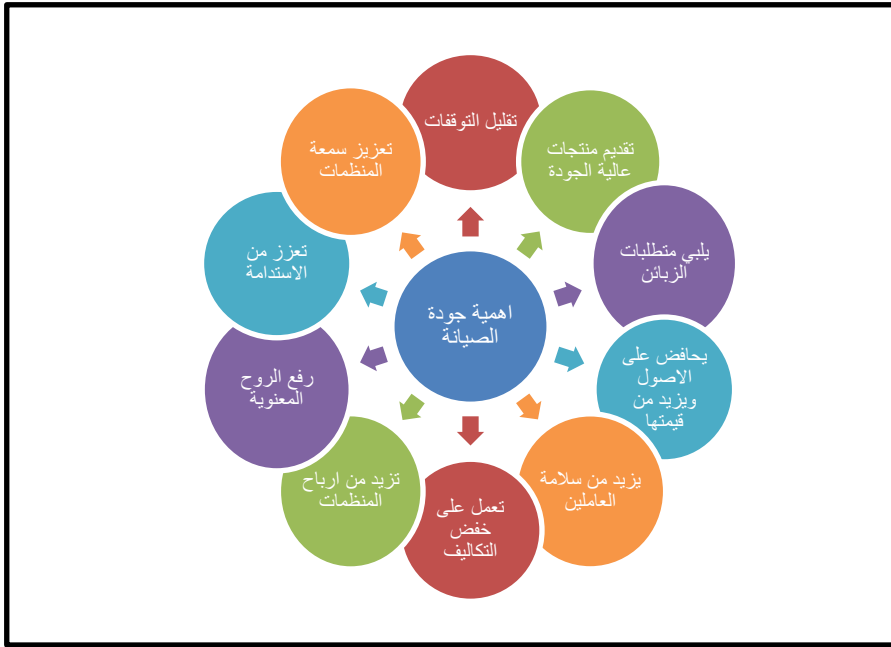 اهمية جودة
الصيانة
تقليل التوقفات
تقديم منتجات
عالية الجودة
يلبي متطلبات
الزبائن
يحافض على
الاصول
ويزيد من
قيمتها
يزيد من سلامة
العاملين
تعمل على
خفض
التكاليف
تزيد من ارباح
المنظمات
رفع الروح
المعنوية
تعزز من
الاستدامة
تعزيز سمعة
المنظمات